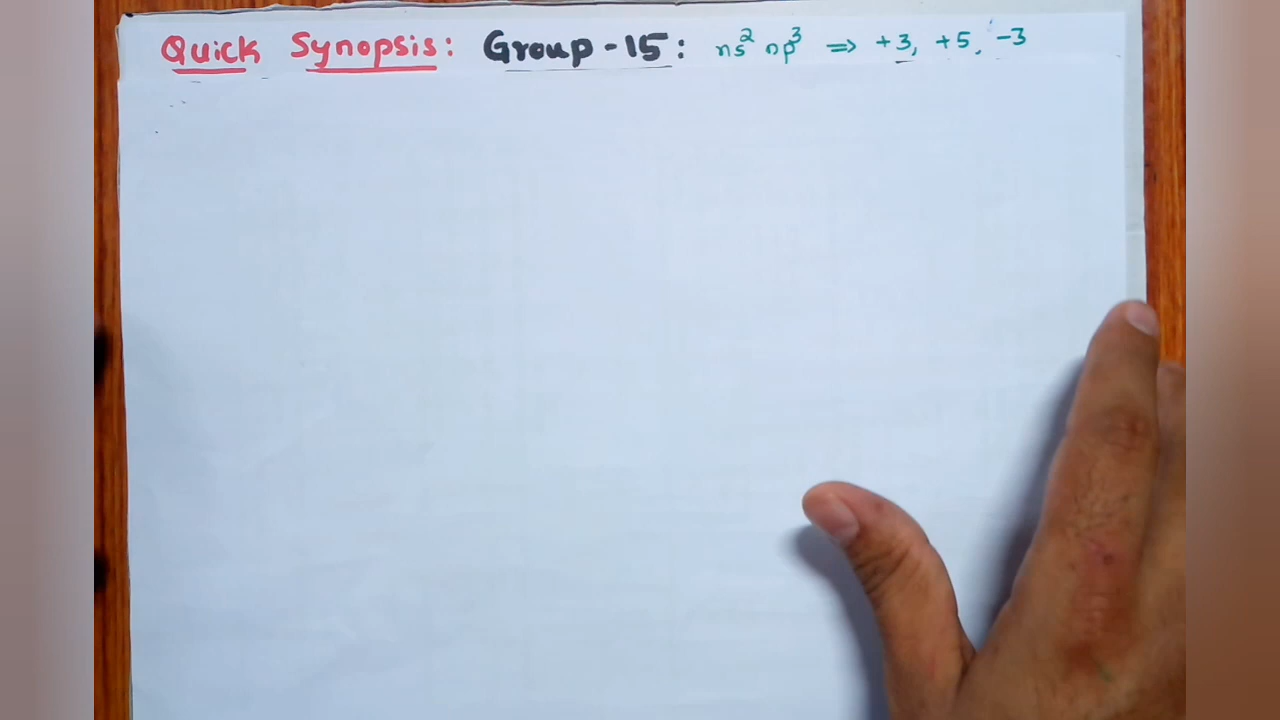 Quick Synopsis: Group-15: ns² np³ ⇒ +3, +5, -3